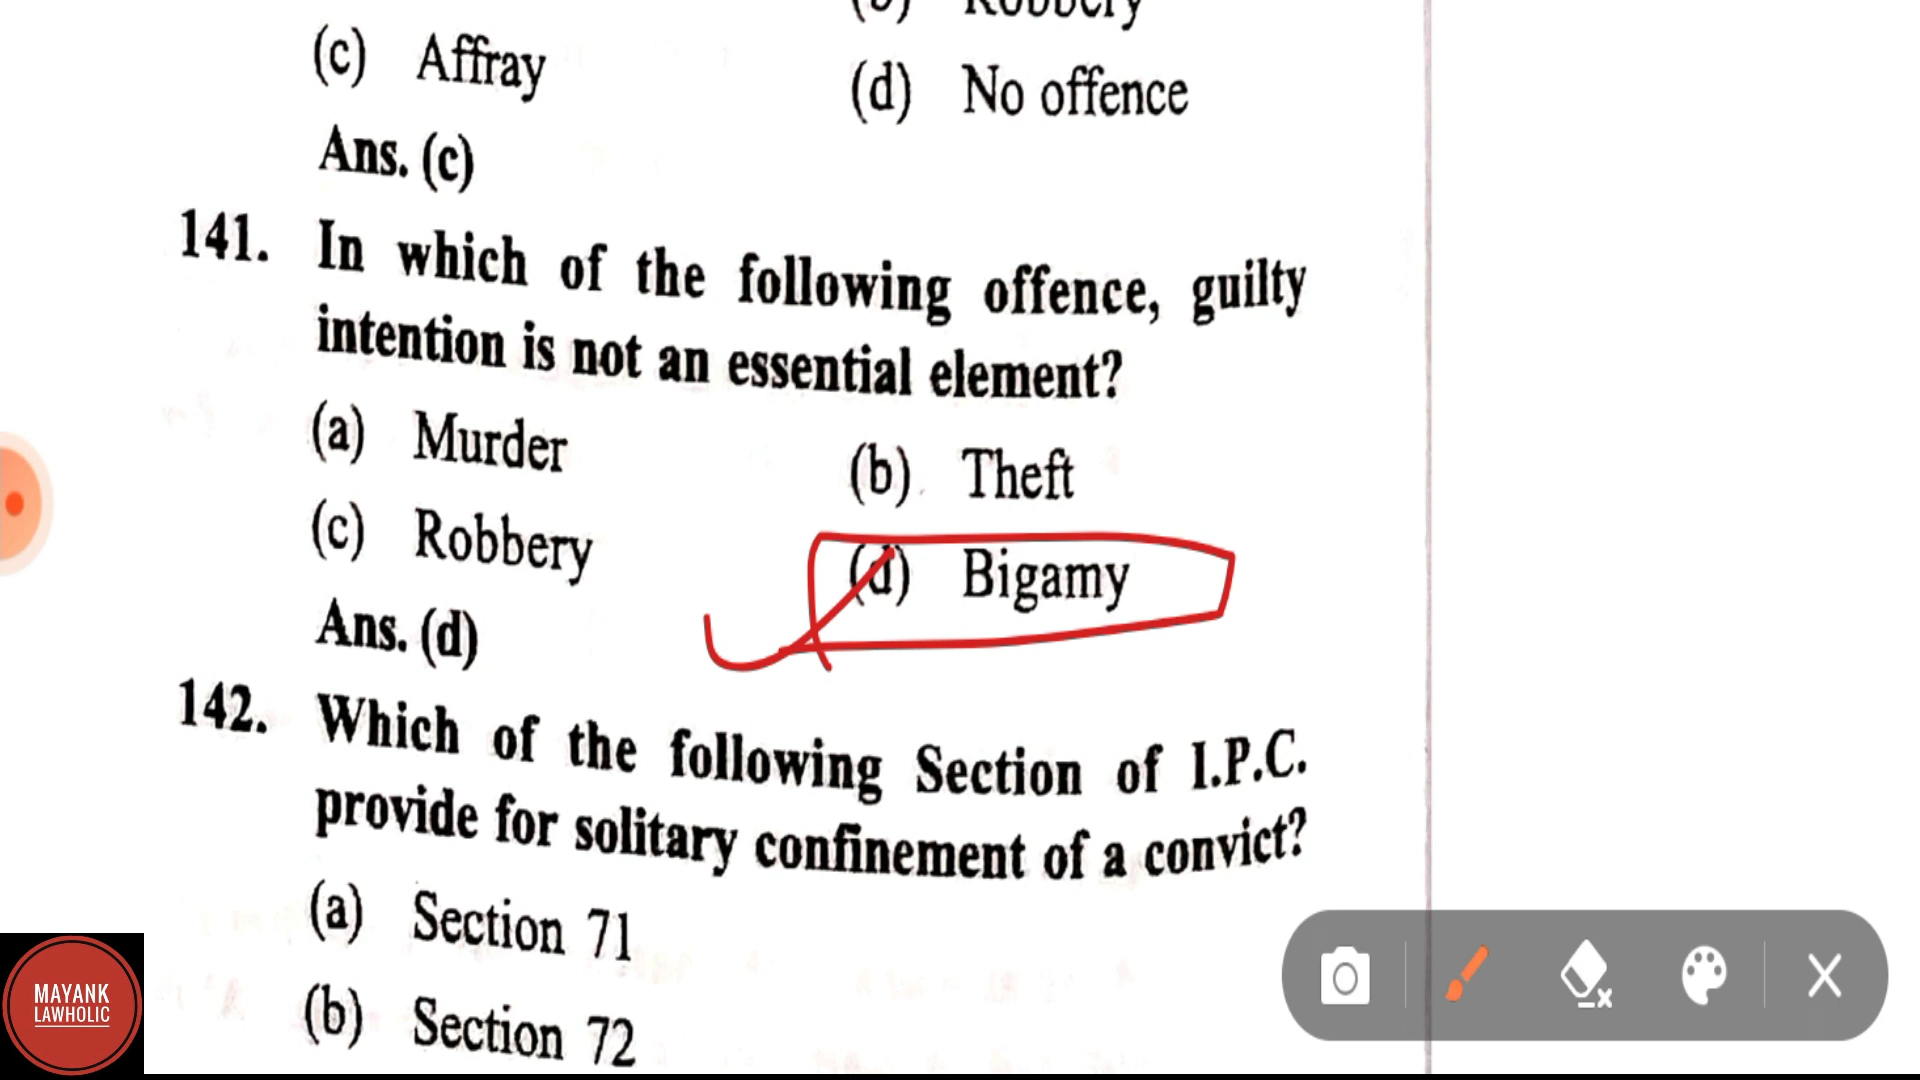 (b) Robbery
(c) Affray
(d) No offence
Ans. (c)
141. In which of the following offence, guilty
intention is not an essential element?
(a) Murder
(b) Theft
(c) Robbery
(d) Bigamy
Ans. (d)
142. Which of the following Section of I.P.C.
provide for solitary confinement of a convict?
(a) Section 71
(b) Section 72
MAYANK
LAWHOLIC